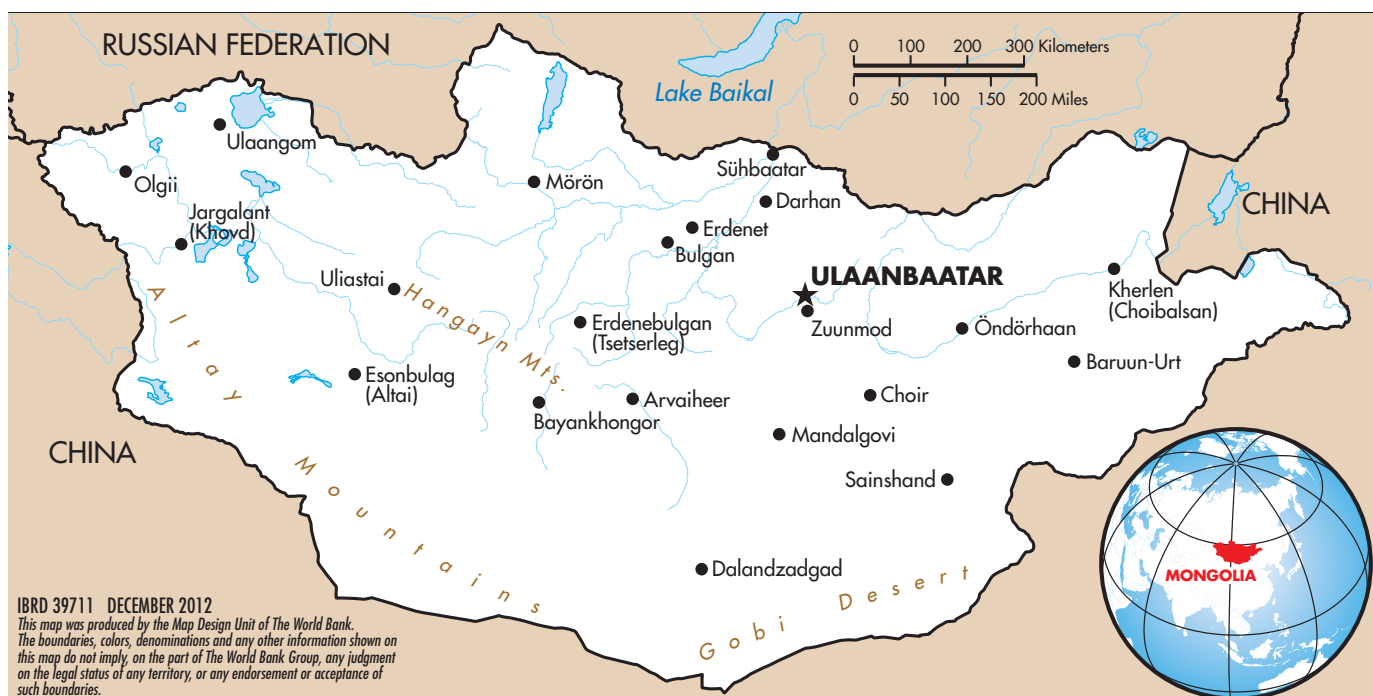 RUSSIAN FEDERATION
Lake Baikal
0 100 200 300 Kilometers
0 50 100 150 200 Miles
Ulaangom
Olgii
Jargalant
(Khovd)
Mörön
Sühbaatar
Darhan
Erdenet
Bulgan
CHINA
Uliastai
Hangayn Mts.
ULAANBAATAR
Zuunmod
Kherlen
(Choibalsan)
Öndörhaan
Erdenebulgan
(Tsetserleg)
Baruun-Urt
Altay Mountains
Esonbulag
(Altai)
Bayankhongor
Arvaiheer
Choir
Mandalgovi
CHINA
Sainshand
Dalandzadgad
Gobi Desert
MONGOLIA
IBRD 39711 DECEMBER 2012
This map was produced by the Map Design Unit of The World Bank.
The boundaries, colors, denominations and any other information shown on
this map do not imply, on the part of The World Bank Group, any judgment
on the legal status of any territory, or any endorsement or acceptance of
such boundaries.